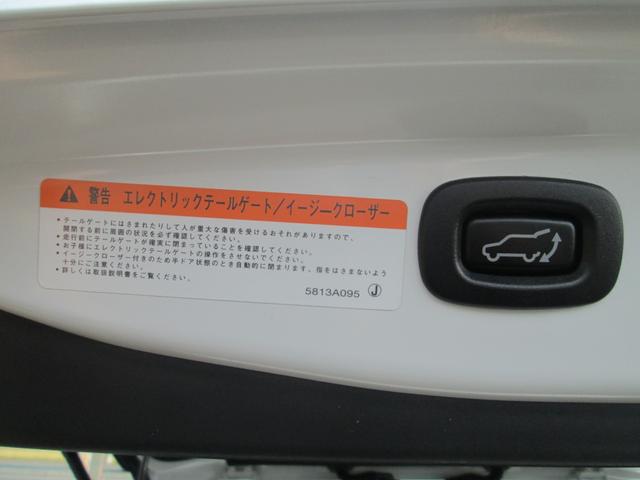 警告 エレクトリックテールゲート/イージークローザー
•テールゲートにはさまれたりして人が重大な傷害を受けるおそれがありますので、
開閉する前に周囲の状況を必ず確認してください。
•走行前にテールゲートが確実に閉まっていることを確認してください。
•お子様にエレクトリックテールゲートの操作をさせないでください。
•イージークローザー付きのため半ドア状態のとき自動的に閉まります。指をはさまないよう
十分にご注意ください。
•詳しくは取扱説明書をご覧ください。
5813A095 Ⓙ